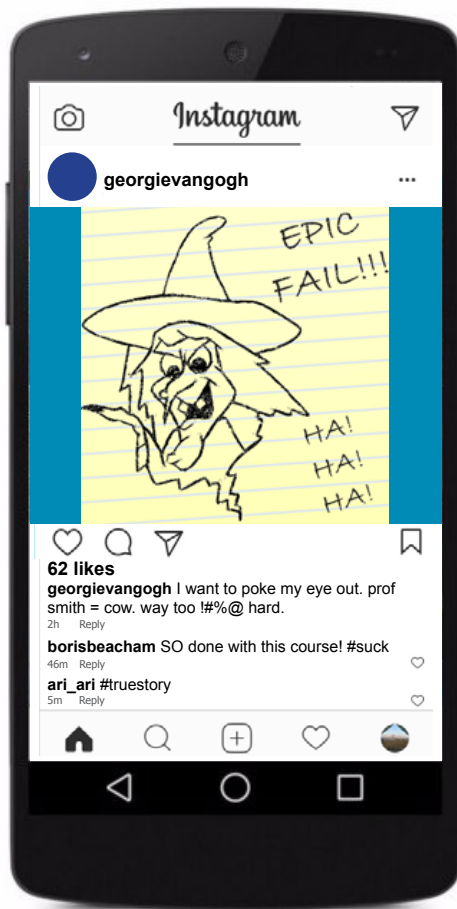 Instagram
georgievangogh
EPIC
FAIL!!!
HA!
HA!
HA!
62 likes
georgievangogh I want to poke my eye out. prof
smith = cow. way too !#%@ hard.
2h Reply
borisbeacham SO done with this course! #suck
46m Reply
ari_ari #truestory
5m Reply